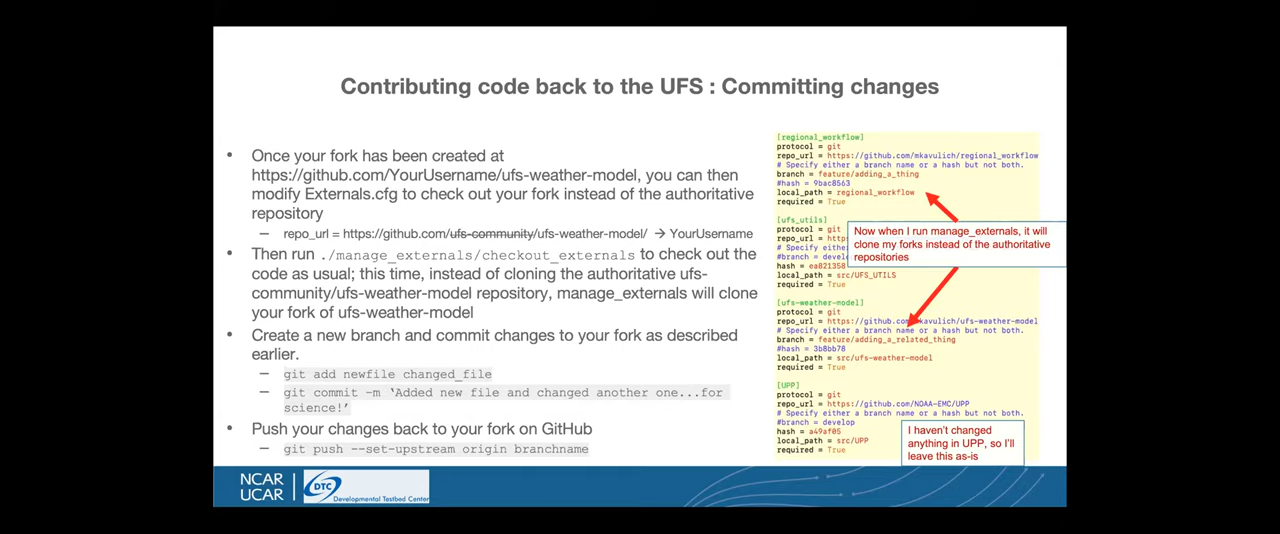 Contributing code back to the UFS : Committing changes
• Once your fork has been created at
https://github.com/YourUsername/ufs-weather-model, you can then
modify Externals.cfg to check out your fork instead of the authoritative
repository
– repo_url = https://github.com/ufs-community/ufs-weather-model/ → YourUsername
• Then run ./manage_externals/checkout_externals to check out the
code as usual; this time, instead of cloning the authoritative ufs-
community/ufs-weather-model repository, manage_externals will clone
your fork of ufs-weather-model
• Create a new branch and commit changes to your fork as described
earlier.
– git add newfile changed_file
– git commit -m ‘Added new file and changed another one...for
science!’
• Push your changes back to your fork on GitHub
– git push --set-upstream origin branchname
[regional_workflow]
protocol = git
repo_url = https://github.com/mkavulich/regional_workflow
# Specify either a branch name or a hash but not both.
branch = feature/adding_a_thing
#hash = 9bac8563
local_path = regional_workflow
required = True
[ufs_utils]
protocol = git
repo_url = https
# Specify
#branch = develo
hash = ea821358
local_path = src/UFS_UTILS
required = True
Now when I run manage_externals, it will
clone my forks instead of the authoritative
repositories
[ufs-weather-model]
protocol = git
repo_url = https://github.com/mkavulich/ufs-weather-model
# Specify either a branch name or a hash but not both.
branch = feature/adding_a_related_thing
#hash = 3b8bb78
local_path = src/ufs-weather-model
required = True
[UPP]
protocol = git
repo_url = https://github.com/NOAA-EMC/UPP
# Specify either a branch name or a hash but not both.
#branch = develop
hash = a49af05
local_path = src/UPP
required = True
I haven't changed
anything in UPP, so I'll
leave this as-is
NCAR
UCAR
DTC
Developmental Testbed Center